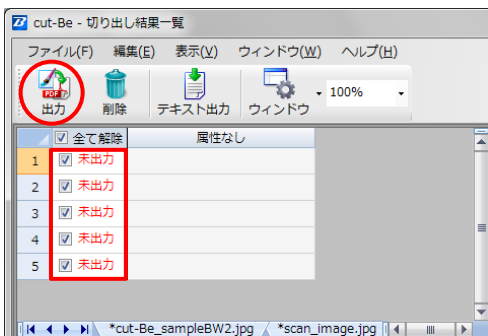 cut-Be - 切り出し結果一覧
ファイル(F) 編集(E) 表示(V) ウィンドウ(W) ヘルプ(H)
PDF
出力 削除 テキスト出力 ウィンドウ 100%
全て解除 属性なし
1 未出力
2 未出力
3 未出力
4 未出力
5 未出力
*cut-Be_sampleBW2.jpg *scan_image.jpg